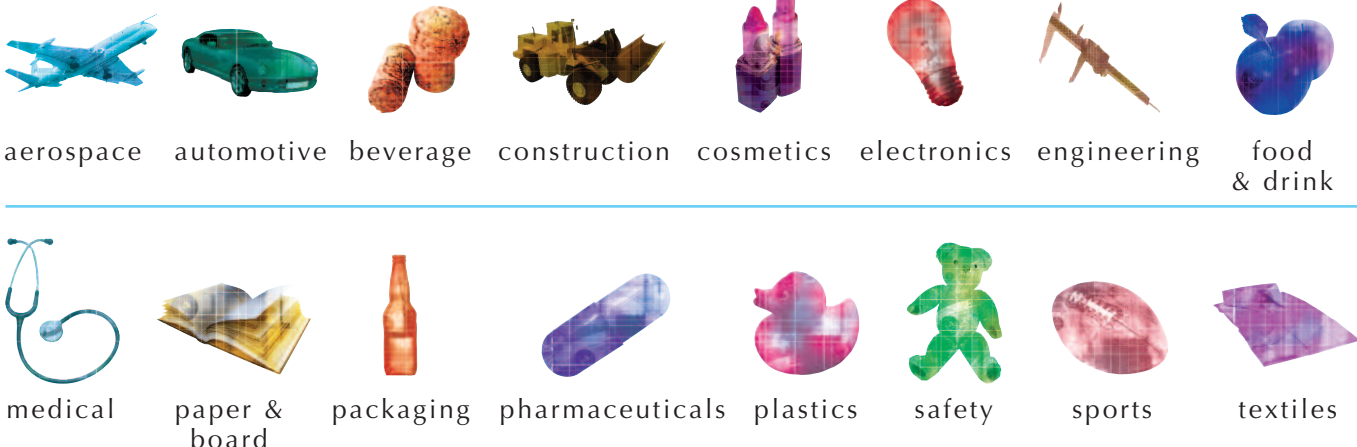 aerospace automotive beverage construction cosmetics electronics engineering food
& drink
medical paper & packaging pharmaceuticals plastics safety sports textiles
board